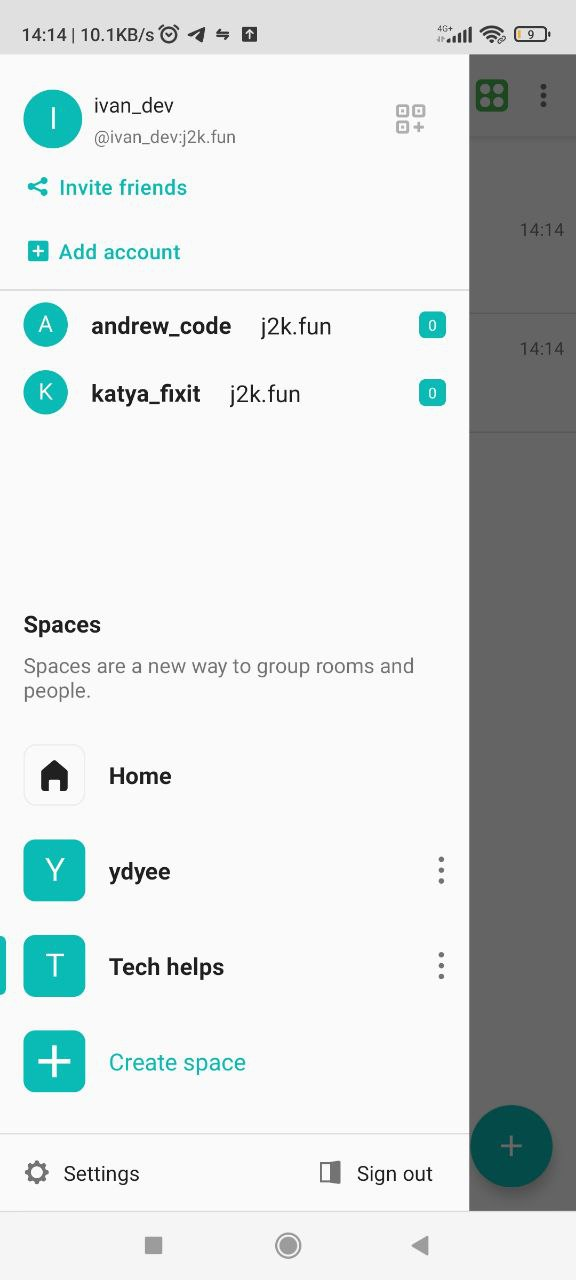 14:14 | 10.1KB/s 4G+ 9
I ivan_dev
@ivan_dev:j2k.fun
Invite friends
14:14
Add account
A andrew_code j2k.fun 0
14:14
K katya_fixit j2k.fun 0
Spaces
Spaces are a new way to group rooms and
people.
Home
Y ydyee
T Tech helps
Create space
Settings Sign out